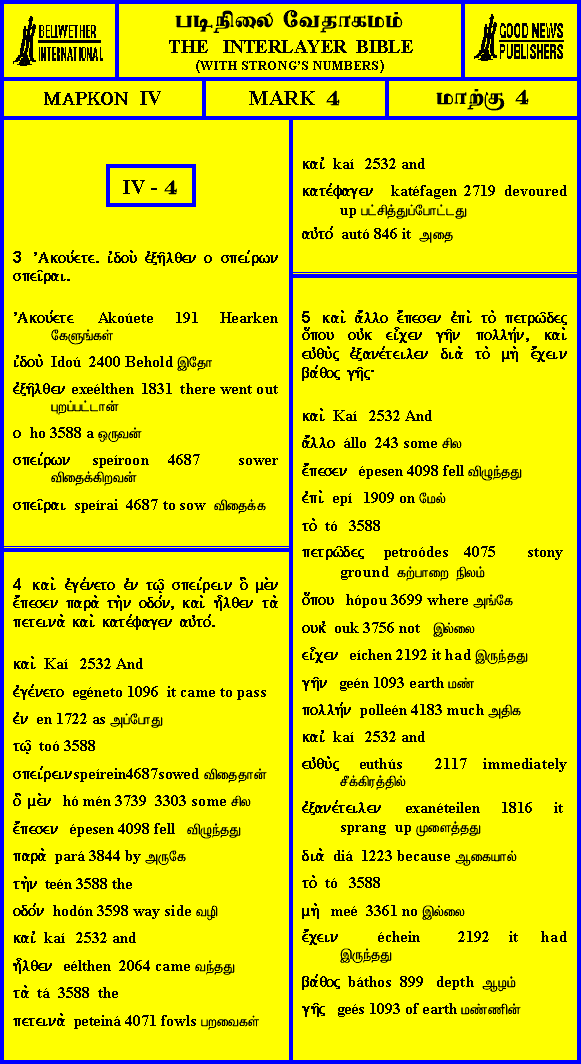 BELLWETHER
INTERNATIONAL
படிநிலை வேதாகமம்
THE INTERLAYER BIBLE
(WITH STRONG'S NUMBERS)
GOOD NEWS
PUBLISHERS
ΜΑΡΚΟΝ IV
MARK 4
மாற்கு 4
IV - 4
3 Ἀκούετε. ἰδοὺ ἐξῆλθεν ο σπείρων
σπεῖραι.
Ἀκούετε Akoúete 191 Hearken
கேளுங்கள்
ἰδοὺ Idoú 2400 Behold இதோ
ἐξῆλθεν exeélthen 1831 there went out
புறப்பட்டான்
ο ho 3588 a ஒருவன்
σπείρων speíroon 4687 sower
விதைக்கிறவன்
σπεῖραι speírai 4687 to sow விதைக்க
4 καὶ ἐγένετο ἐν τῷ σπείρειν ὃ μὲν
ἔπεσεν παρὰ τὴν οδόν, καὶ ἦλθεν τὰ
πετεινὰ καὶ κατέφαγεν αὐτό.
καὶ Kaí 2532 And
ἐγένετο egéneto 1096 it came to pass
ἐν en 1722 as அப்போது
τῷ toó 3588
σπείρειν speírein4687sowed விதைதான்
ὃ μὲν hó mén 3739 3303 some சில
ἔπεσεν épesen 4098 fell விழுந்தது
παρὰ pará 3844 by அருகே
τὴν teén 3588 the
οδόν hodón 3598 way side வழி
καὶ kaí 2532 and
ἦλθεν eélthen 2064 came வந்தது
τὰ tá 3588 the
πετεινὰ peteiná 4071 fowls பறவைகள்
καὶ kaí 2532 and
κατέφαγεν katéfagen 2719 devoured
up பட்சித்துப்போட்டது
αὐτό autó 846 it அதை
5 καὶ ἄλλο ἔπεσεν ἐπὶ τὸ πετρῶδες
ὅπου οὐκ εἶχεν γῆν πολλήν, καὶ
εὐθὺς ἐξανέτειλεν διὰ τὸ μὴ ἔχειν
βάθος γῆς·
καὶ Kaí 2532 And
ἄλλο állo 243 some சில
ἔπεσεν épesen 4098 fell விழுந்தது
ἐπὶ epí 1909 on மேல்
τὸ tó 3588
πετρῶδες petroódes 4075 stony
ground கற்பாறை நிலம்
ὅπου hópou 3699 where அங்கே
οὐκ ouk 3756 not இல்லை
εἶχεν eíchen 2192 it had இருந்தது
γῆν geén 1093 earth மண்
πολλήν polleén 4183 much அதிக
καὶ kaí 2532 and
εὐθὺς euthús 2117 immediately
சீக்கிரத்தில்
ἐξανέτειλεν exanéteilen 1816 it
sprang up முளைத்தது
διὰ diá 1223 because ஆகையால்
τὸ tó 3588
μὴ meé 3361 no இல்லை
ἔχειν échein 2192 it had
இருந்தது
βάθος báthos 899 depth ஆழம்
γῆς geés 1093 of earth மண்ணின்